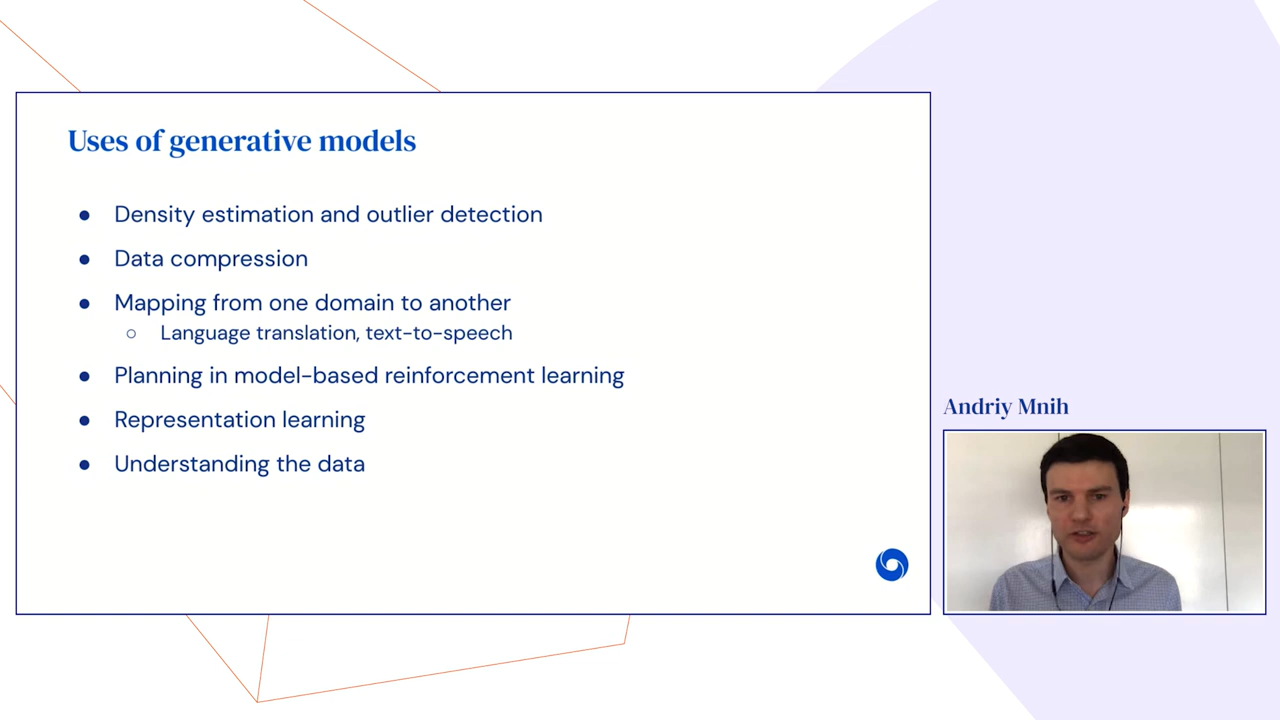 Uses of generative models
● Density estimation and outlier detection
● Data compression
● Mapping from one domain to another
○ Language translation, text-to-speech
● Planning in model-based reinforcement learning
● Representation learning
● Understanding the data
Andriy Mnih